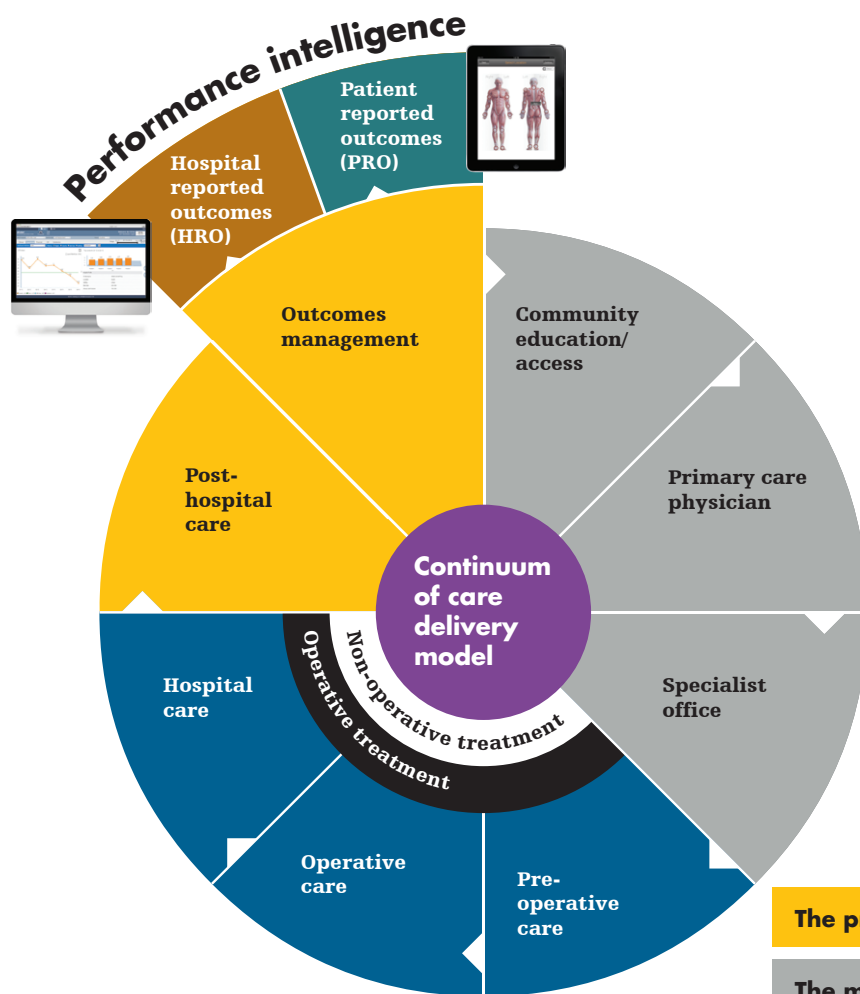 Performance intelligence
Patient
reported
outcomes
(PRO)
Hospital
reported
outcomes
(HRO)
Outcomes
management
Community
education/
access
Post-
hospital
care
Primary care
physician
Continuum
of care
delivery
model
Non-operative treatment
Operative treatment
Hospital
care
Specialist
office
Operative
care
Pre-
operative
care
The
The